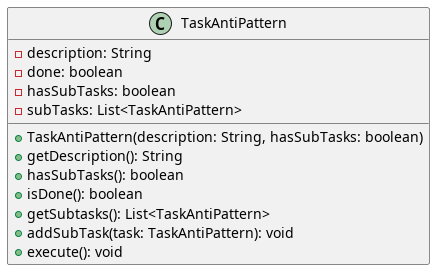 C TaskAntiPattern
description: String
done: boolean
hasSubTasks: boolean
subTasks: List<TaskAntiPattern>
TaskAntiPattern(description: String, hasSubTasks: boolean)
getDescription(): String
hasSubTasks(): boolean
isDone(): boolean
getSubtasks(): List<TaskAntiPattern>
addSubTask(task: TaskAntiPattern): void
execute(): void